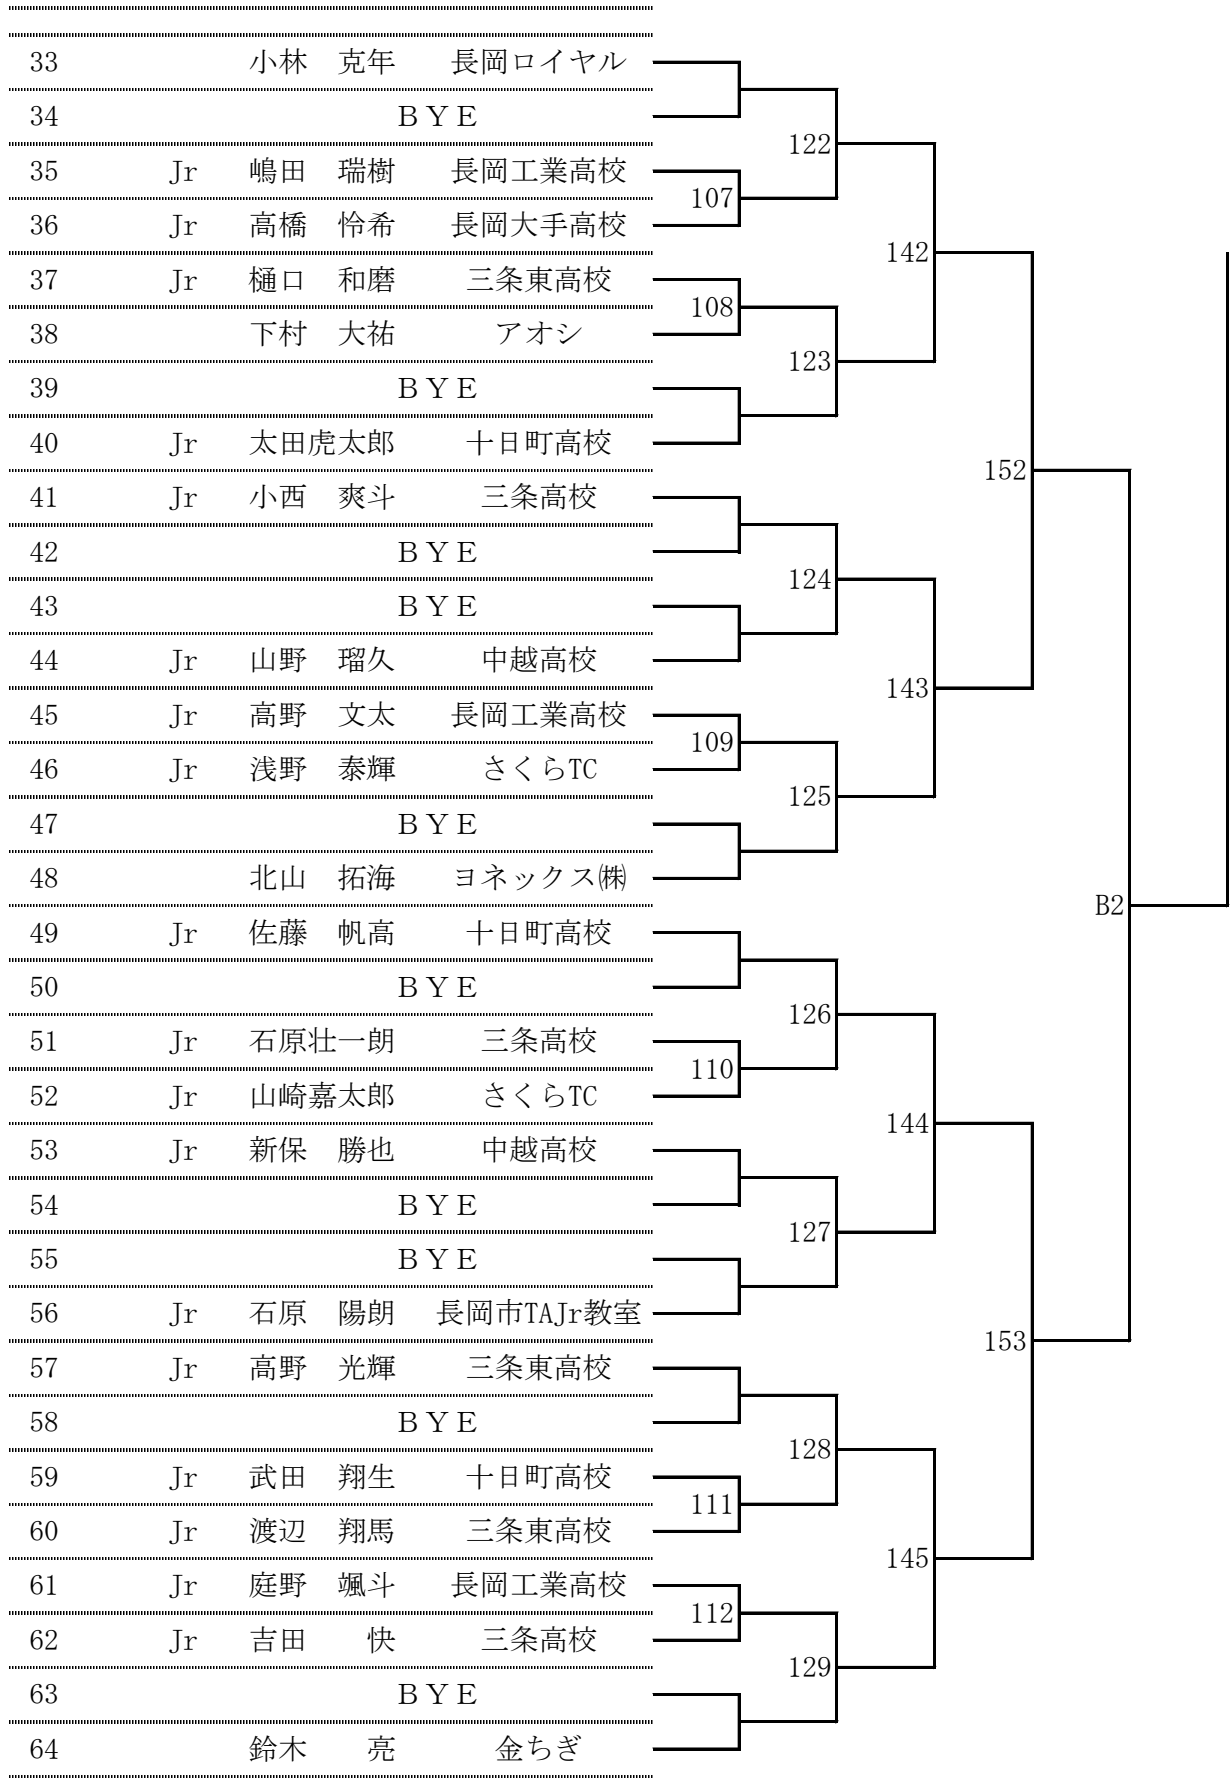 33 小林 克年 長岡ロイヤル
34 BYE
122
35 Jr 嶋田 瑞樹 長岡工業高校
107
36 Jr 高橋 怜希 長岡大手高校
142
37 Jr 樋口 和磨 三条東高校
108
38 下村 大祐 アオシ
123
39 BYE
40 Jr 太田虎太郎 十日町高校
152
41 Jr 小西 爽斗 三条高校
42 BYE
124
43 BYE
44 Jr 山野 瑠久 中越高校
143
45 Jr 高野 文太 長岡工業高校
109
46 Jr 浅野 泰輝 さくらTC
125
47 BYE
48 北山 拓海 ヨネックス㈱
B2
49 Jr 佐藤 帆高 十日町高校
50 BYE
126
51 Jr 石原壮一朗 三条高校
110
52 Jr 山崎嘉太郎 さくらTC
144
53 Jr 新保 勝也 中越高校
54 BYE
127
55 BYE
56 Jr 石原 陽朗 長岡市TAJr教室
153
57 Jr 高野 光輝 三条東高校
58 BYE
128
59 Jr 武田 翔生 十日町高校
111
60 Jr 渡辺 翔馬 三条東高校
145
61 Jr 庭野 颯斗 長岡工業高校
112
62 Jr 吉田 快 三条高校
129
63 BYE
64 鈴木 亮 金ちぎ